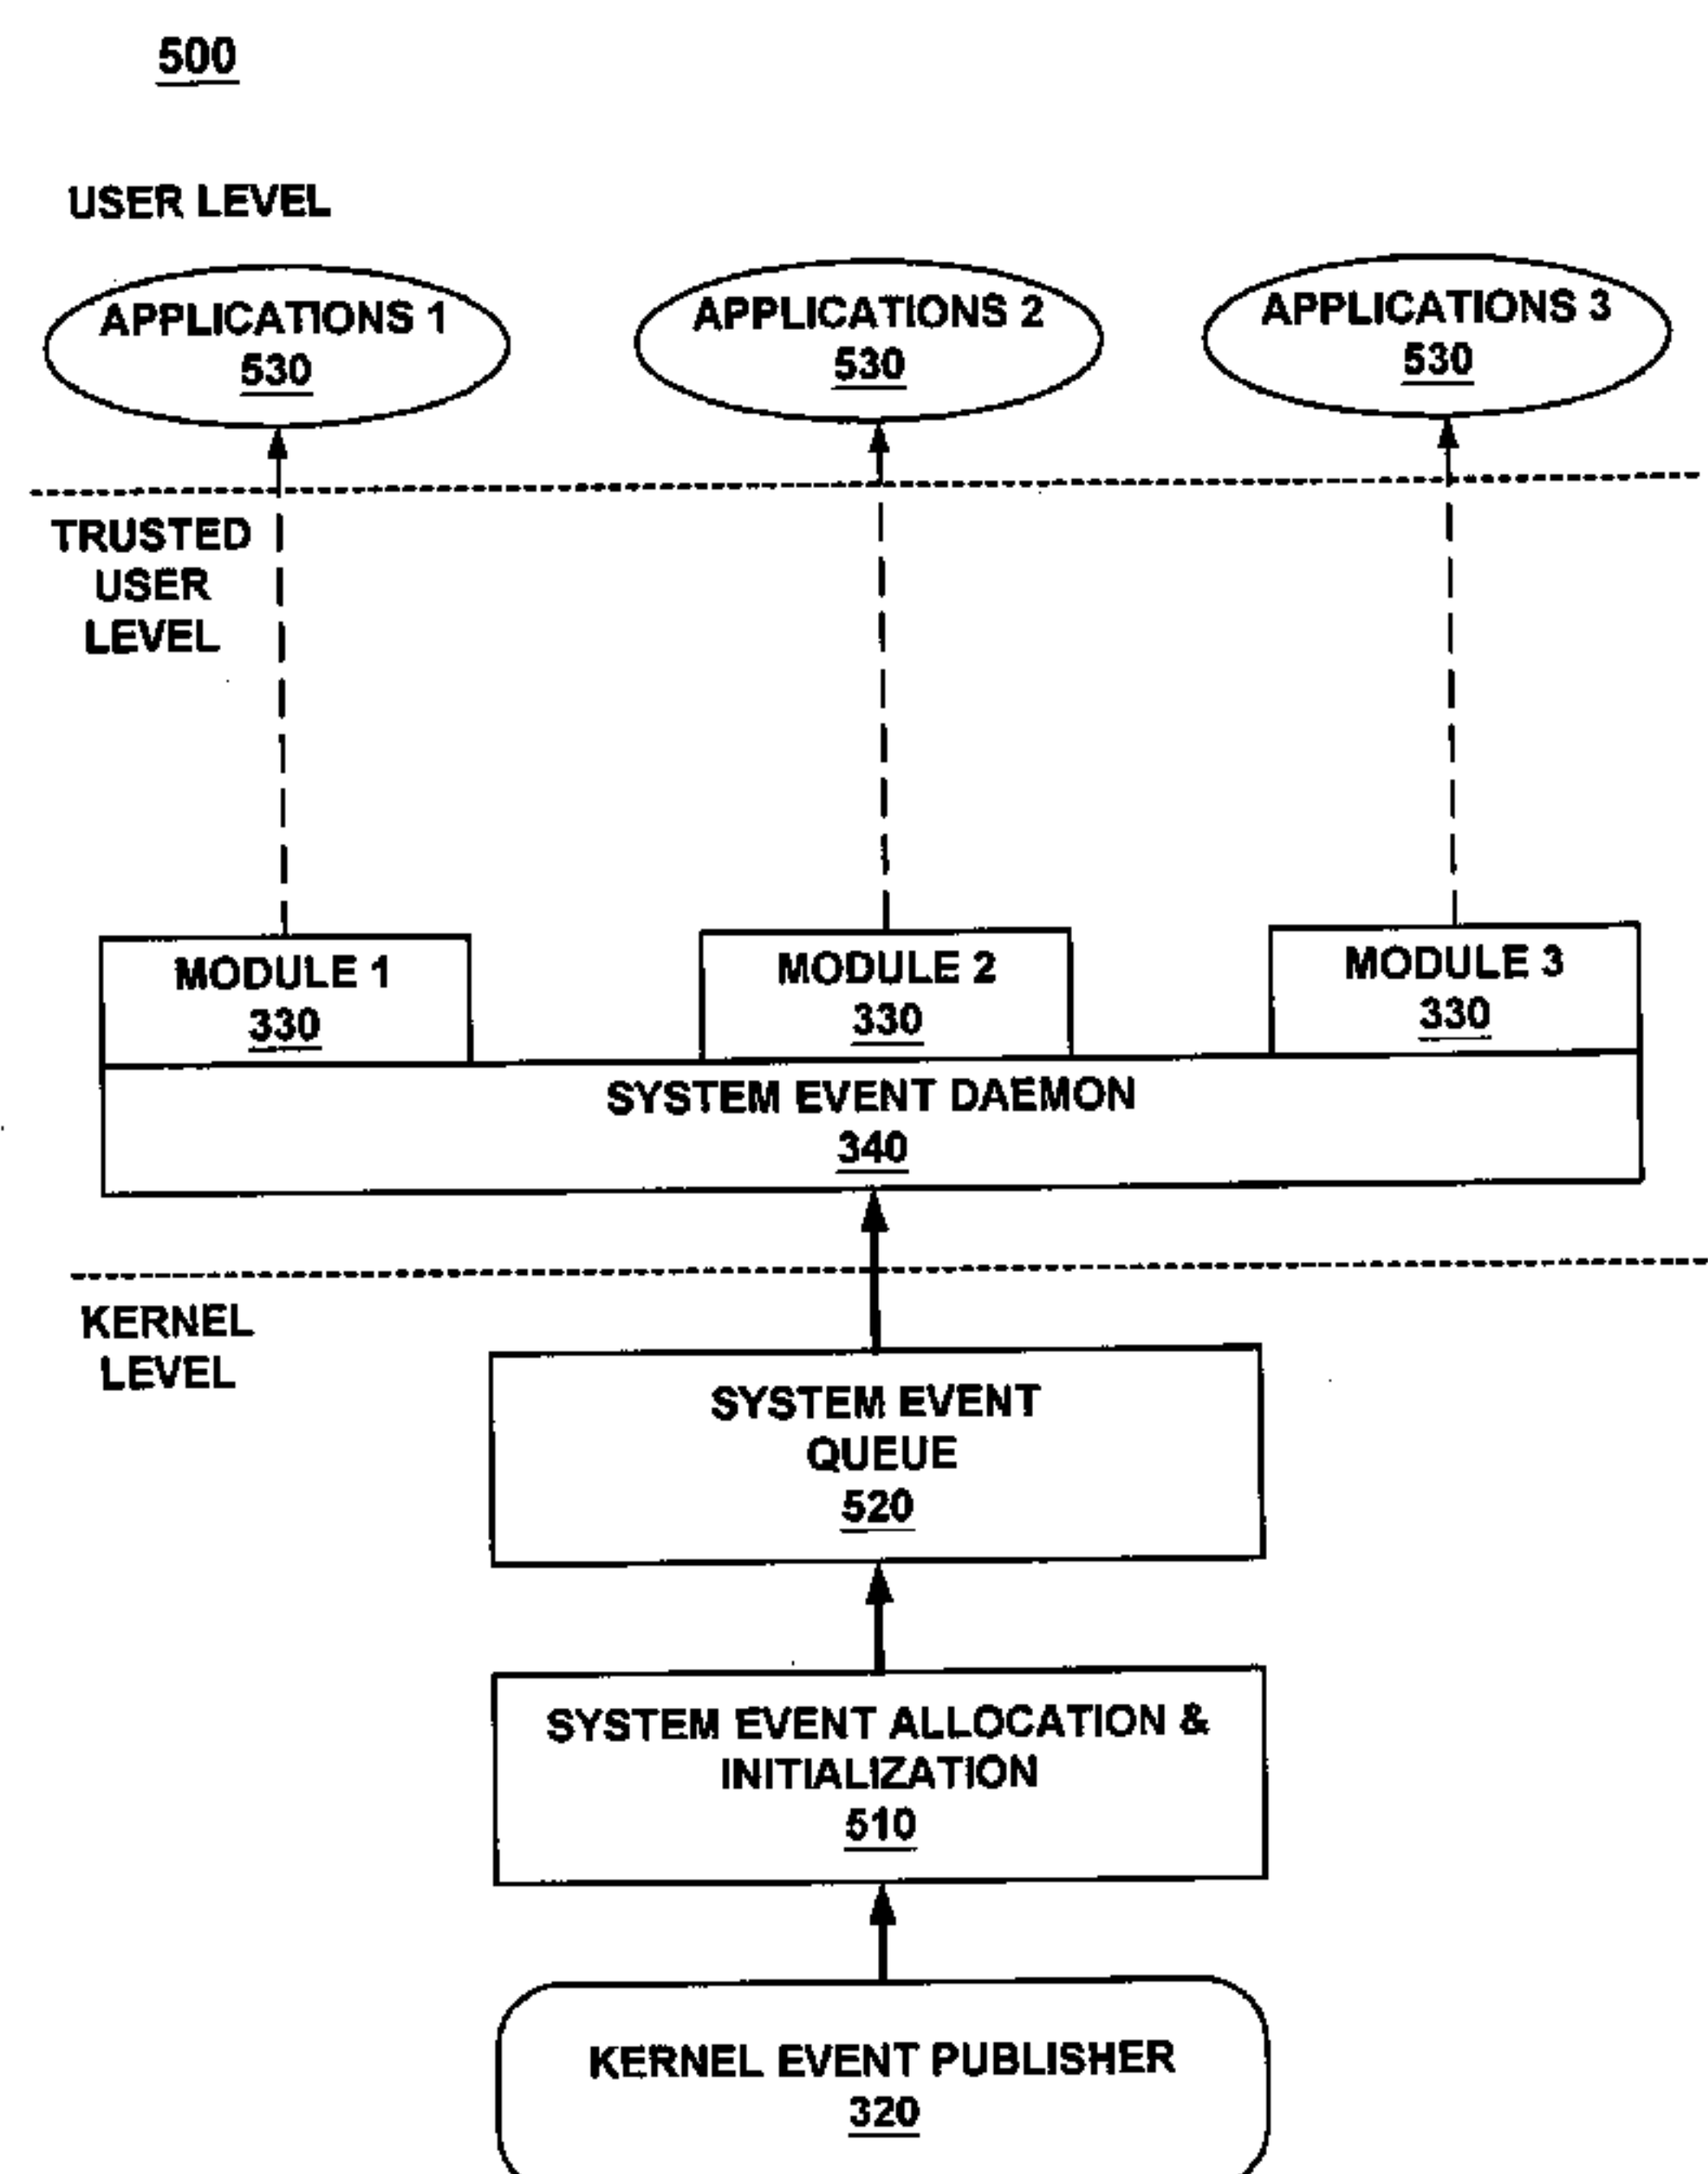 500
USER LEVEL
APPLICATIONS 1
530
APPLICATIONS 2
530
APPLICATIONS 3
530
TRUSTED
USER
LEVEL
MODULE 1
330
MODULE 2
330
MODULE 3
330
SYSTEM EVENT DAEMON
340
KERNEL
LEVEL
SYSTEM EVENT
QUEUE
520
SYSTEM EVENT ALLOCATION &
INITIALIZATION
510
KERNEL EVENT PUBLISHER
320